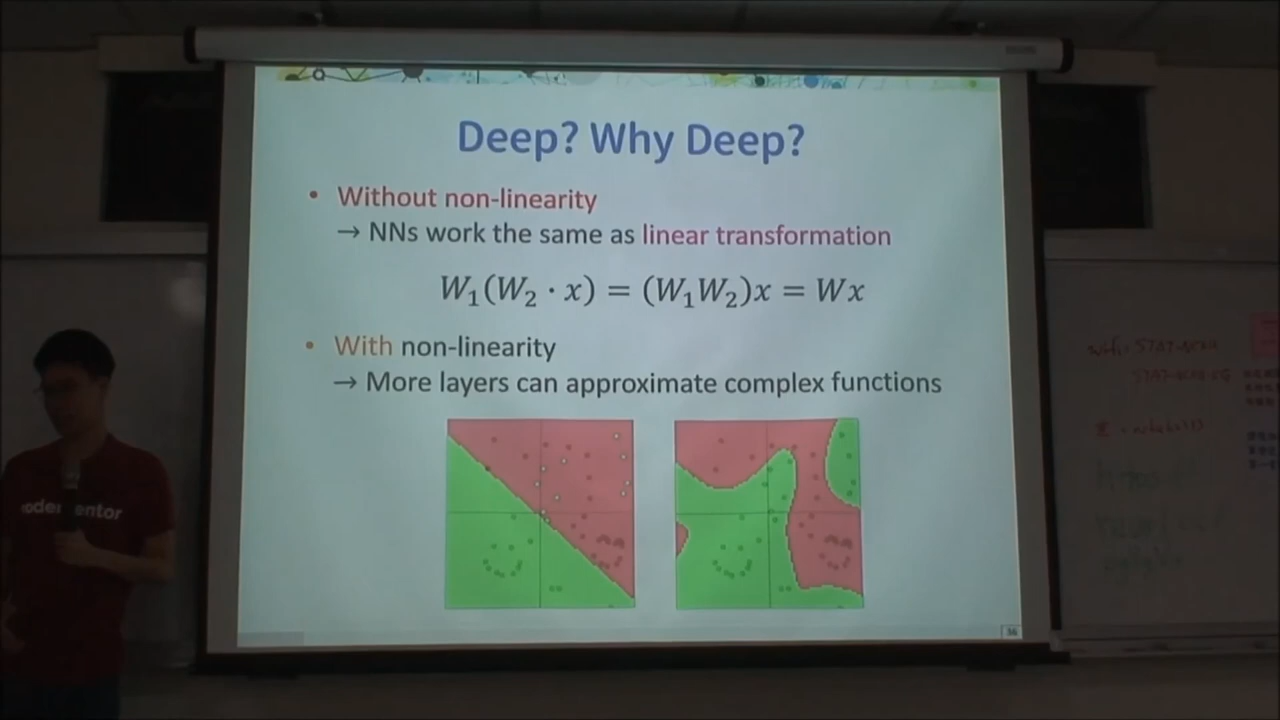 Deep? Why Deep?
• Without non-linearity
→ NNs work the same as linear transformation
W₁(W₂ · x) = (W₁W₂)x = Wx
• With non-linearity
→ More layers can approximate complex functions
36